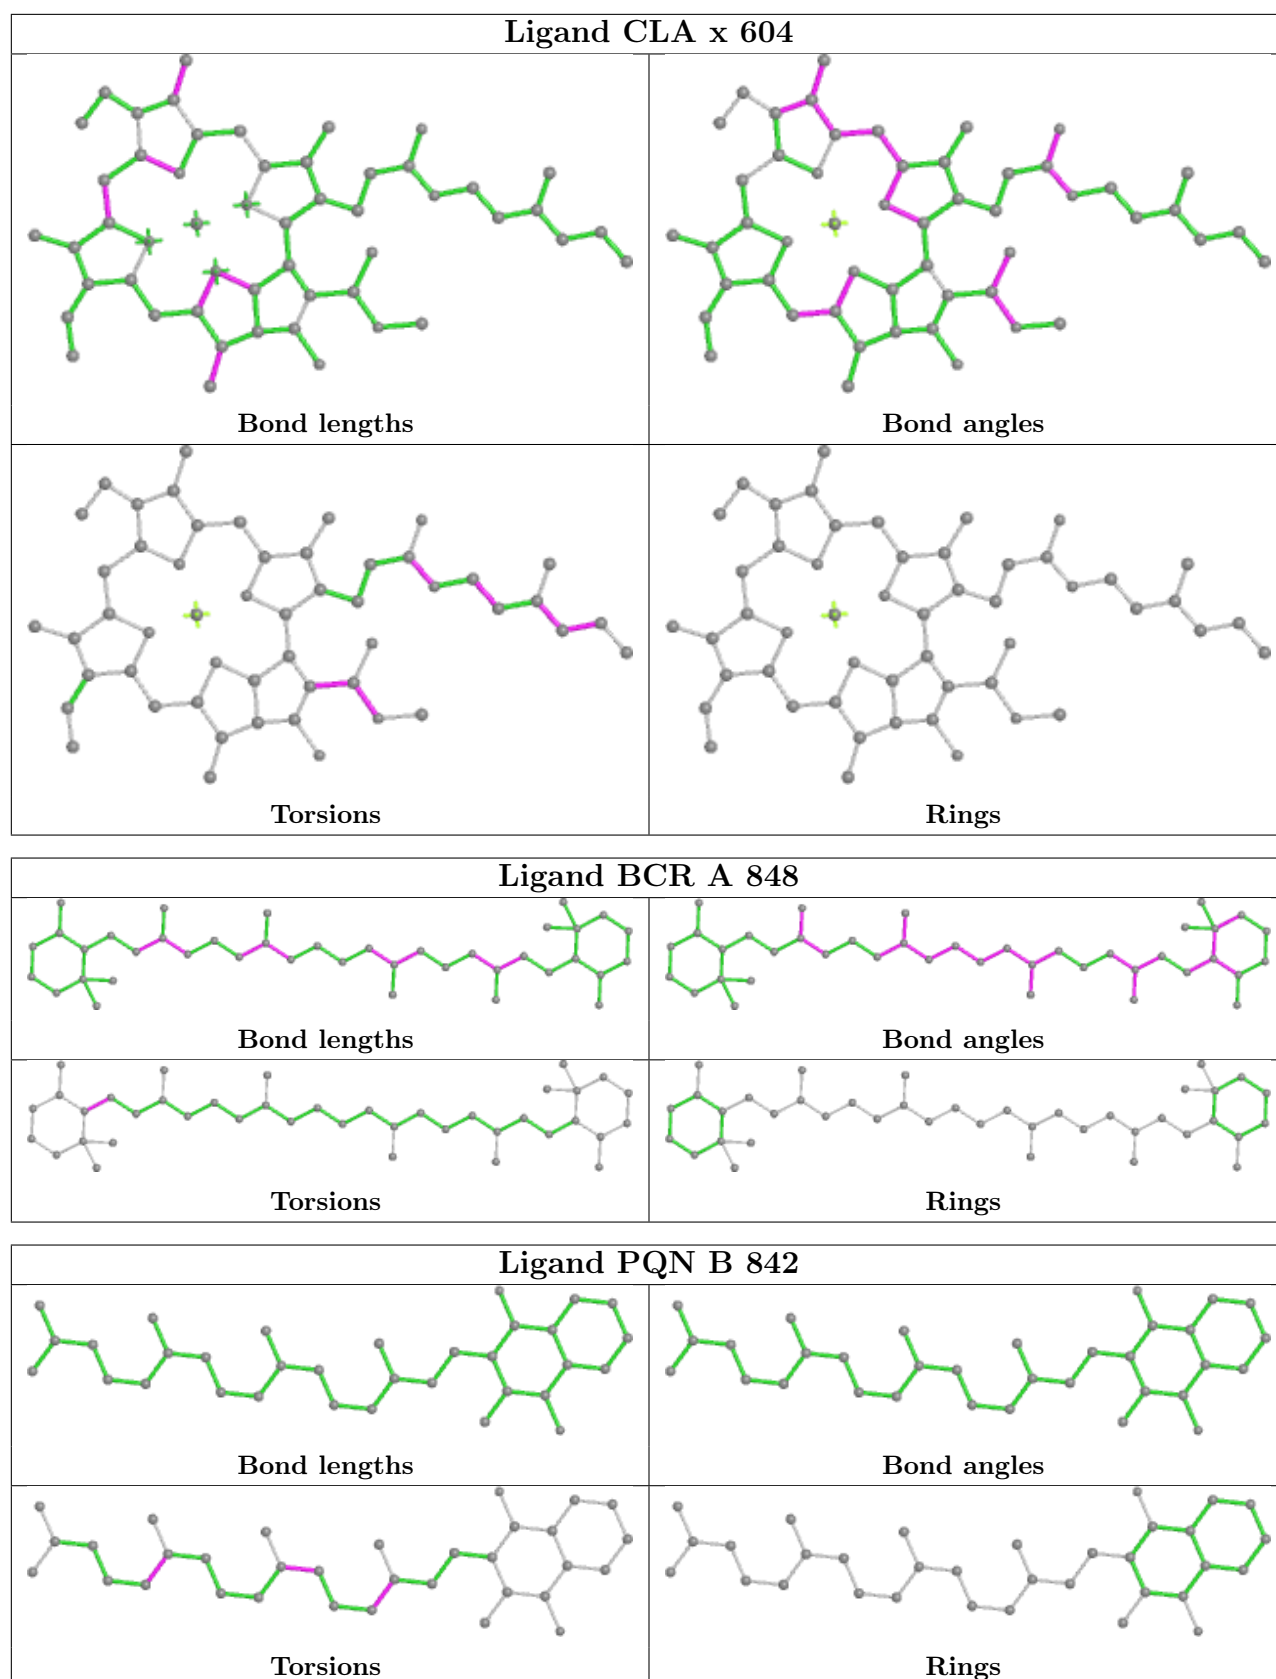 Ligand CLA x 604
Bond lengths
Bond angles
Torsions
Rings
Ligand BCR A 848
Bond lengths
Bond angles
Torsions
Rings
Ligand PQN B 842
Bond lengths
Bond angles
Torsions
Rings